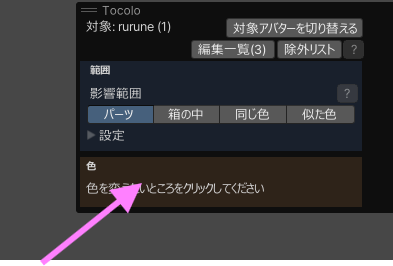 Tocolo
対象: rurune (1)
対象アバターを切り替える
編集一覧(3)
除外リスト
?
範囲
影響範囲
?
パーツ
箱の中
同じ色
似た色
設定
色
色を変えたいところをクリックしてください